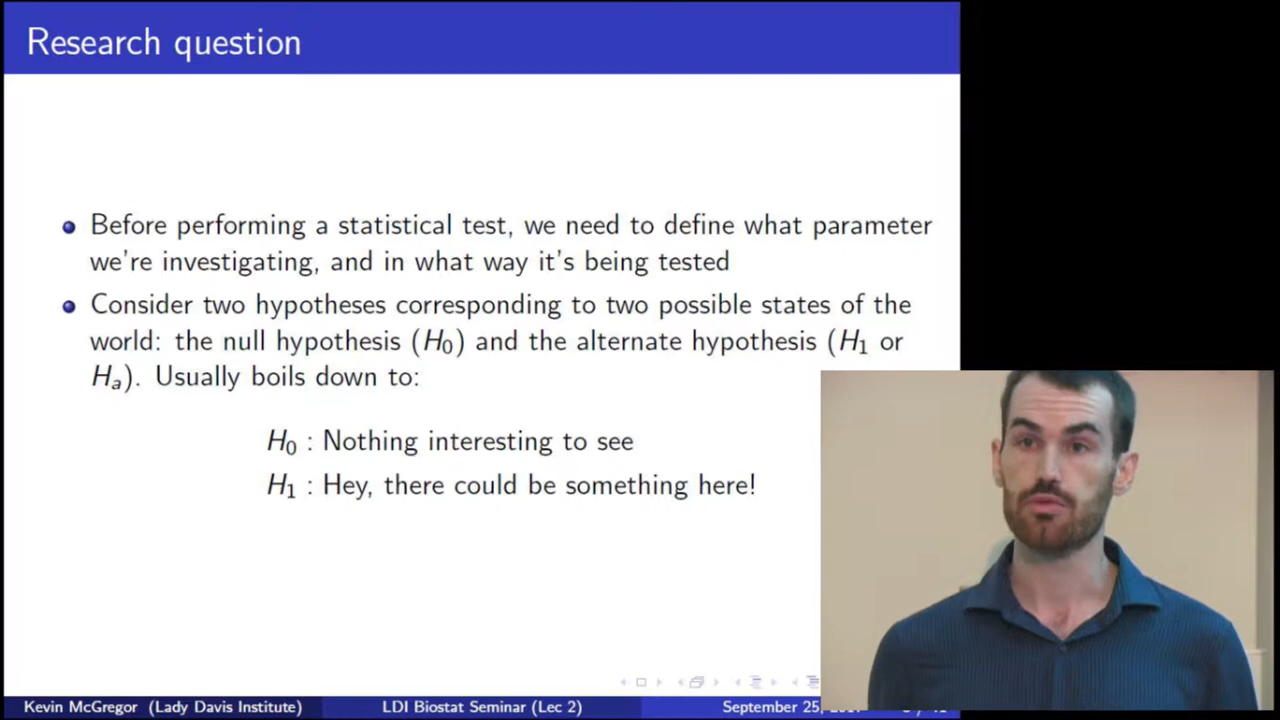 Research question
Before performing a statistical test, we need to define what parameter
we're investigating, and in what way it's being tested
Consider two hypotheses corresponding to two possible states of the
world: the null hypothesis (H0) and the alternate hypothesis (H1 or
Ha). Usually boils down to:
H0 : Nothing interesting to see
H1 : Hey, there could be something here!
Kevin McGregor (Lady Davis Institute) LDI Biostat Seminar (Lec 2) September 25,